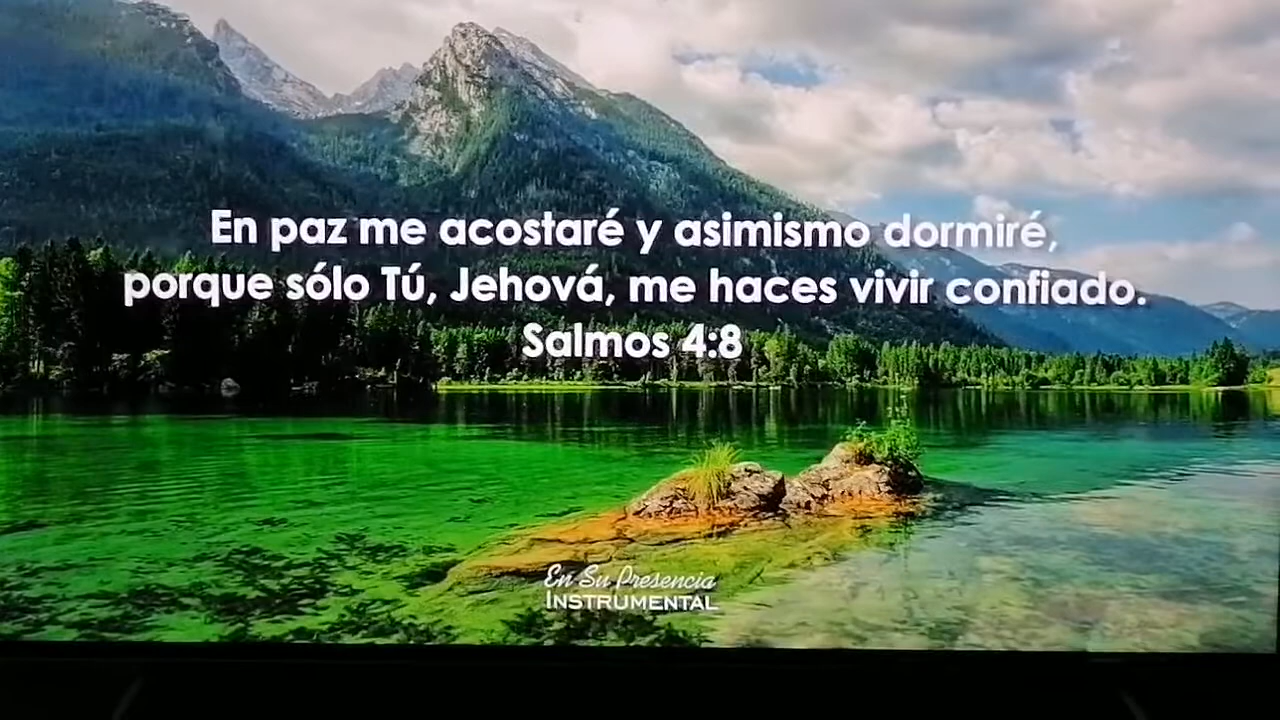 En paz me acostaré y asimismo dormiré,
porque sólo Tú, Jehová, me haces vivir confiado.
Salmos 4:8
En Su Presencia
INSTRUMENTAL